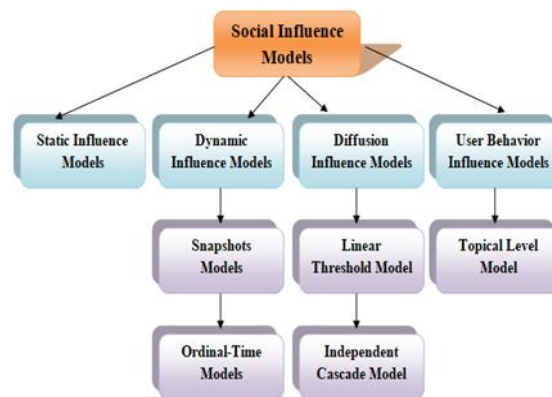 Social Influence
Models
Static Influence
Models
Dynamic
Influence Models
Diffusion
Influence Models
User Behavior
Influence Models
Snapshots
Models
Linear
Threshold Model
Topical Level
Model
Ordinal-Time
Models
Independent
Cascade Model